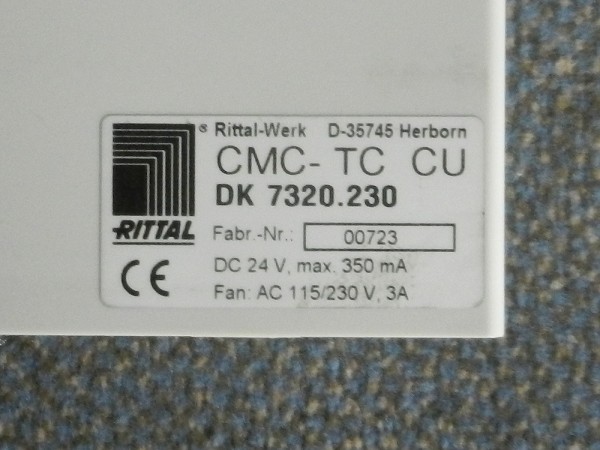 ® Rittal-Werk D-35745 Herborn
CMC- TC CU
DK 7320.230
RITTAL
Fabr.-Nr.: 00723
DC 24 V, max. 350 mA
CE
Fan: AC 115/230 V, 3A